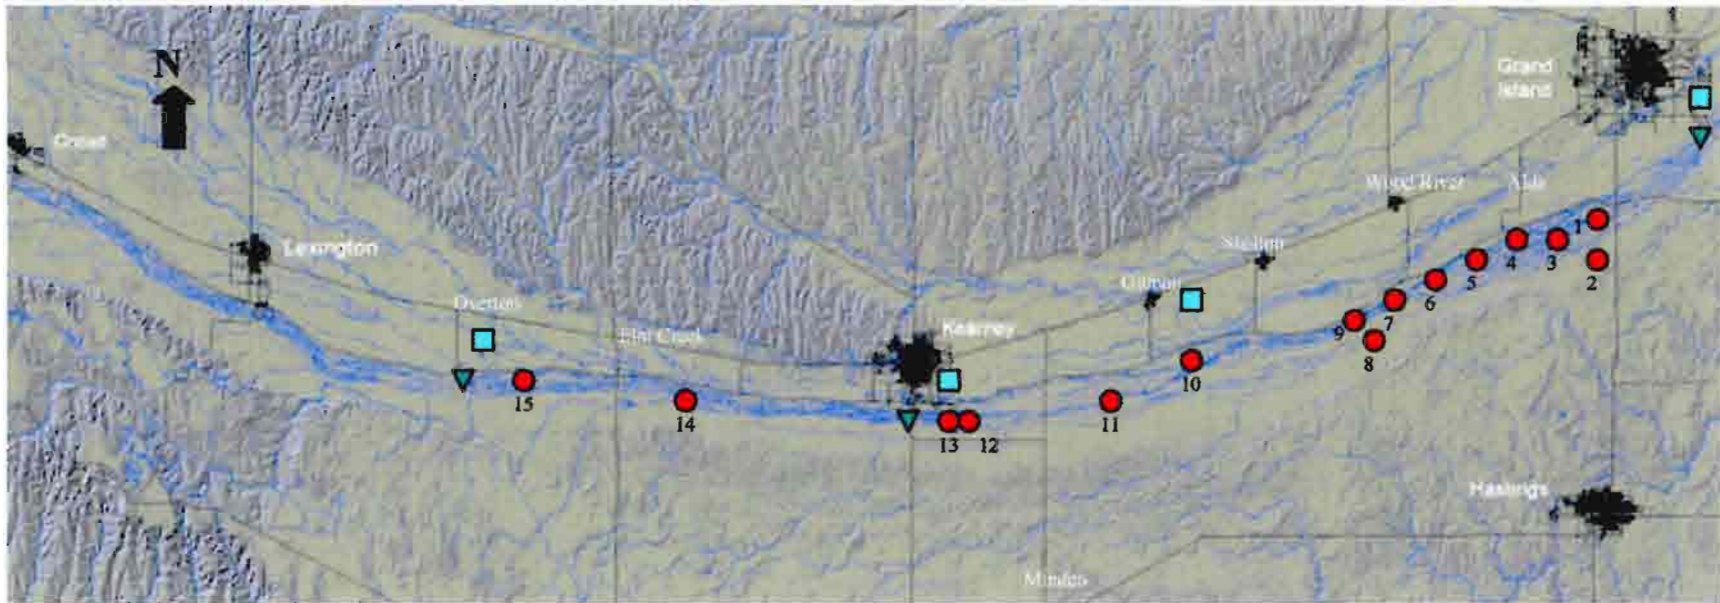 N
Grand
Island
Cozad
Wood River
Alda
1
Lexington
Shelton
4
3
2
5
Gibbon
6
Overton
7
Kearney
Elm Creek
9
8
10
15
14
11
13
12
Hastings
Minden